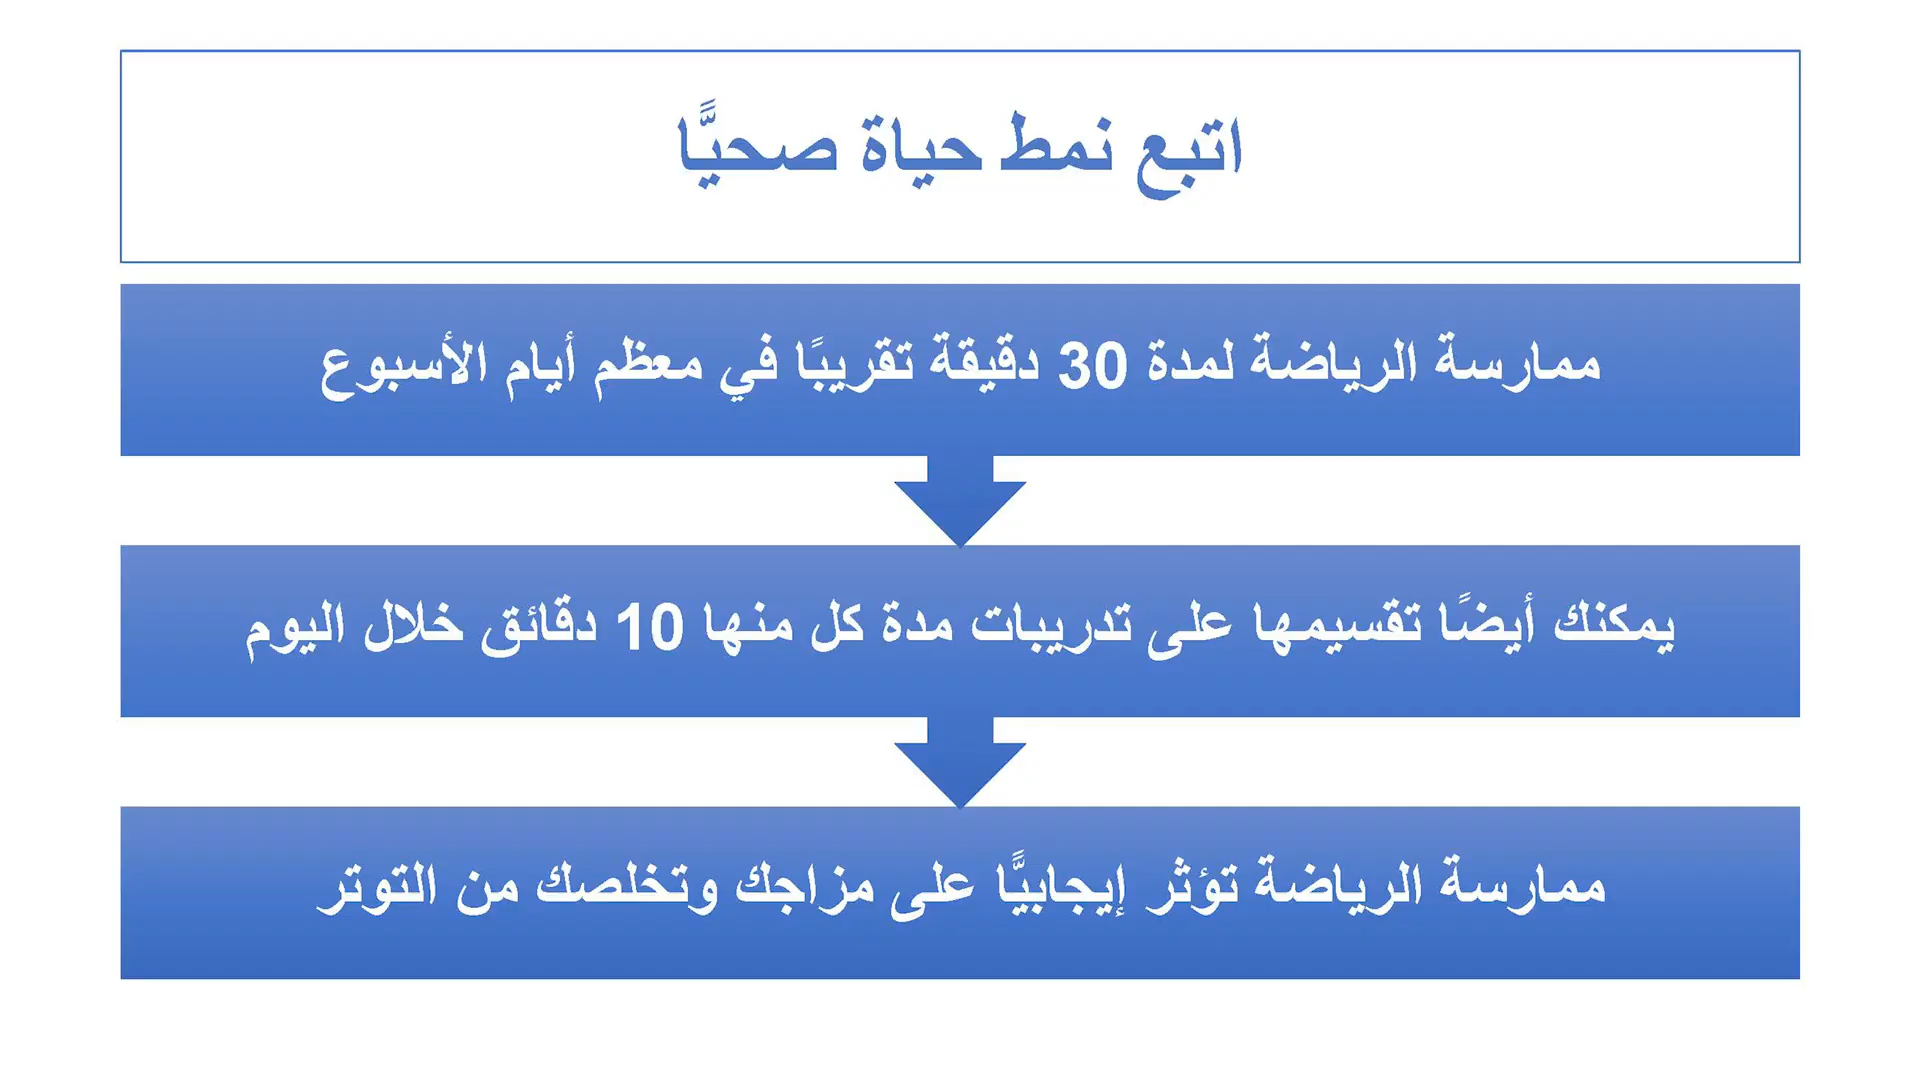 اتبع نمط حياة صحيًّا
ممارسة الرياضة لمدة 30 دقيقة تقريبًا في معظم أيام الأسبوع
يمكنك أيضًا تقسيمها على تدريبات مدة كل منها 10 دقائق خلال اليوم
ممارسة الرياضة تؤثر إيجابيًّا على مزاجك وتخلصك من التوتر